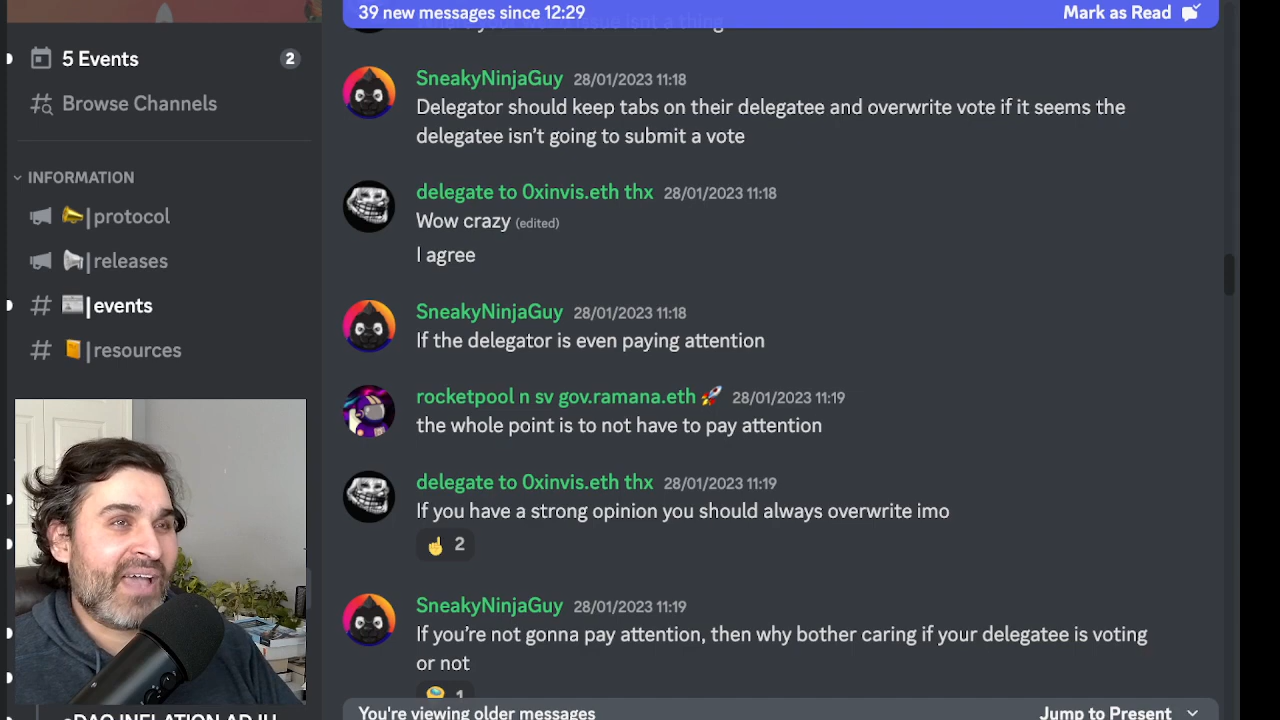 39 new messages since 12:29
Mark as Read
5 Events
2
Browse Channels
INFORMATION
|protocol
|releases
|events
|resources
SneakyNinjaGuy 28/01/2023 11:18
Delegator should keep tabs on their delegatee and overwrite vote if it seems the
delegatee isn't going to submit a vote
delegate to 0xinvis.eth thx 28/01/2023 11:18
Wow crazy (edited)
I agree
SneakyNinjaGuy 28/01/2023 11:18
If the delegator is even paying attention
rocketpool n sv gov.ramana.eth 🚀 28/01/2023 11:19
the whole point is to not have to pay attention
delegate to 0xinvis.eth thx 28/01/2023 11:19
If you have a strong opinion you should always overwrite imo
☝ 2
SneakyNinjaGuy 28/01/2023 11:19
If you're not gonna pay attention, then why bother caring if your delegatee is voting
or not
1
You're viewing older messages
Jump to Present